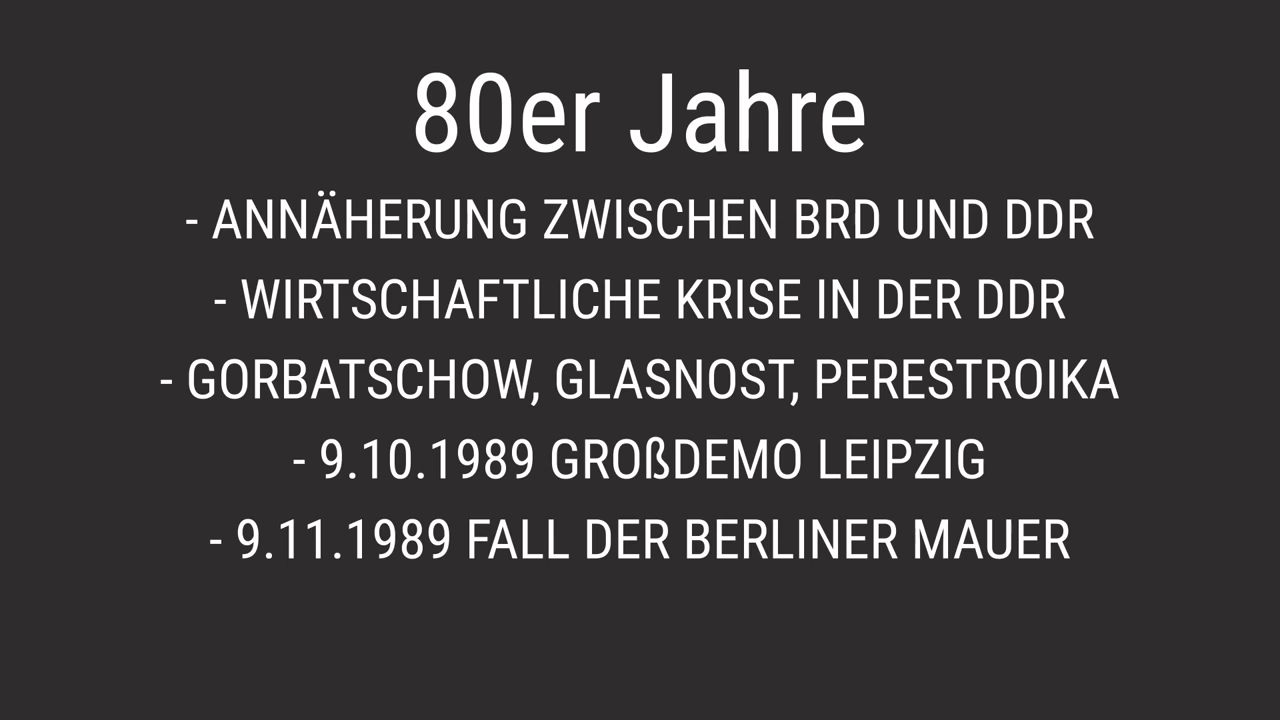 80er Jahre
- ANNÄHERUNG ZWISCHEN BRD UND DDR
- WIRTSCHAFTLICHE KRISE IN DER DDR
- GORBATSCHOW, GLASNOST, PERESTROIKA
- 9.10.1989 GROßDEMO LEIPZIG
- 9.11.1989 FALL DER BERLINER MAUER